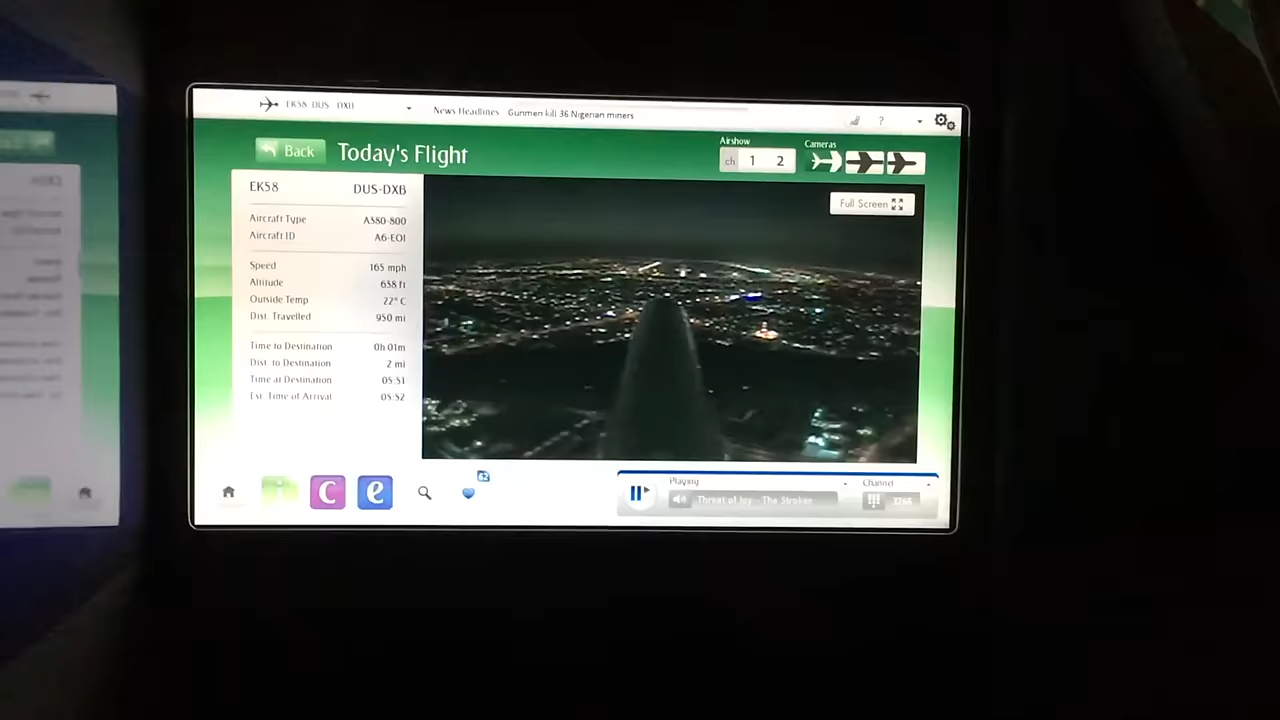 EK58 DUS DXB
News Headlines Gunmen kill 36 Nigerian miners
?
Back
Today's Flight
Airshow
ch 1 2
Cameras
EK58 DUS-DXB
Full Screen
Aircraft Type A380-800
Aircraft ID A6-EOI
Speed 165 mph
Altitude 658 ft
Outside Temp 22° C
Dist. Travelled 950 mi
Time to Destination 0h 01m
Dist. to Destination 2 mi
Time at Destination 05:51
Est. Time of Arrival 05:52
i
C
e
62
Playing
Threat of Joy - The Strokes
Channel